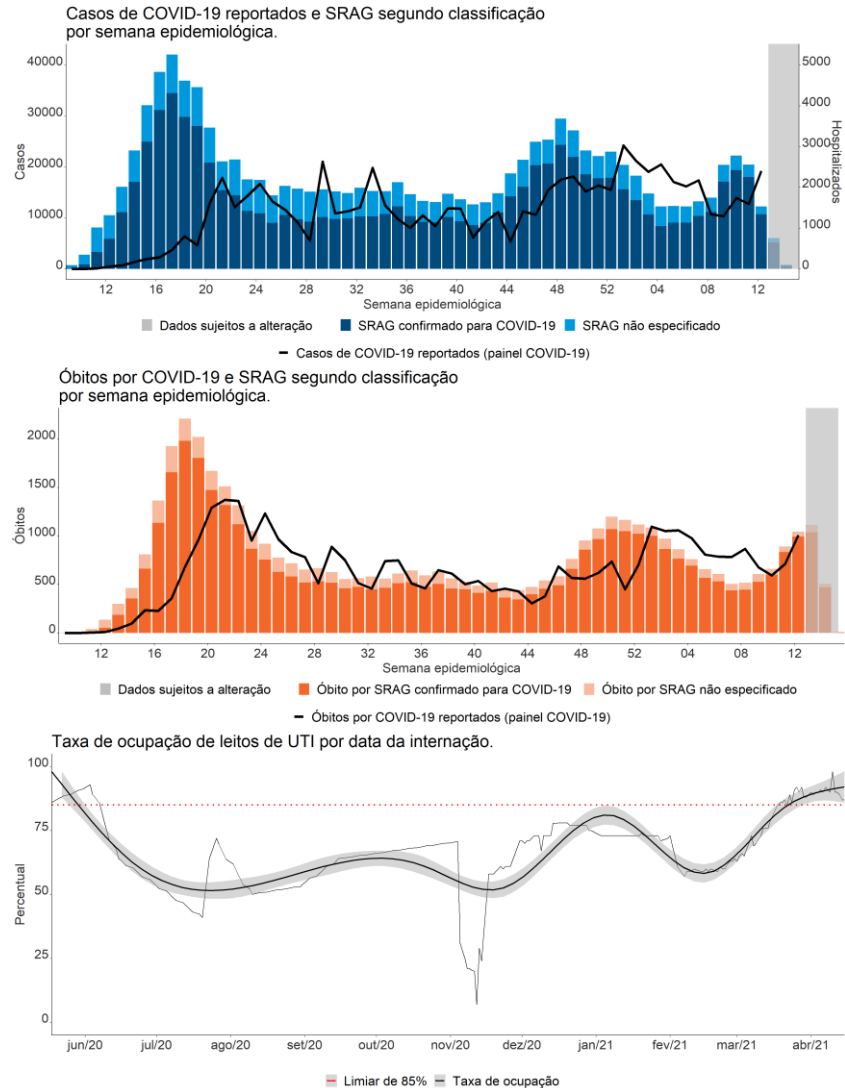 Casos de COVID-19 reportados e SRAG segundo classificação
por semana epidemiológica.
40000
30000
20000
10000
0
Casos
5000
4000
3000
2000
1000
0
Hospitalizados
12 16 20 24 28 32 36 40 44 48 52 04 08 12
Semana epidemiológica
Dados sujeitos a alteração SRAG confirmado para COVID-19 SRAG não especificado
Casos de COVID-19 reportados (painel COVID-19)
Óbitos por COVID-19 e SRAG segundo classificação
por semana epidemiológica.
2000
1500
1000
500
0
Óbitos
12 16 20 24 28 32 36 40 44 48 52 04 08 12
Semana epidemiológica
Dados sujeitos a alteração Óbito por SRAG confirmado para COVID-19 Óbito por SRAG não especificado
Óbitos por COVID-19 reportados (painel COVID-19)
Taxa de ocupação de leitos de UTI por data da internação.
100
75
50
25
0
Percentual
jun/20 jul/20 ago/20 set/20 out/20 nov/20 dez/20 jan/21 fev/21 mar/21 abr/21
Limiar de 85% Taxa de ocupação